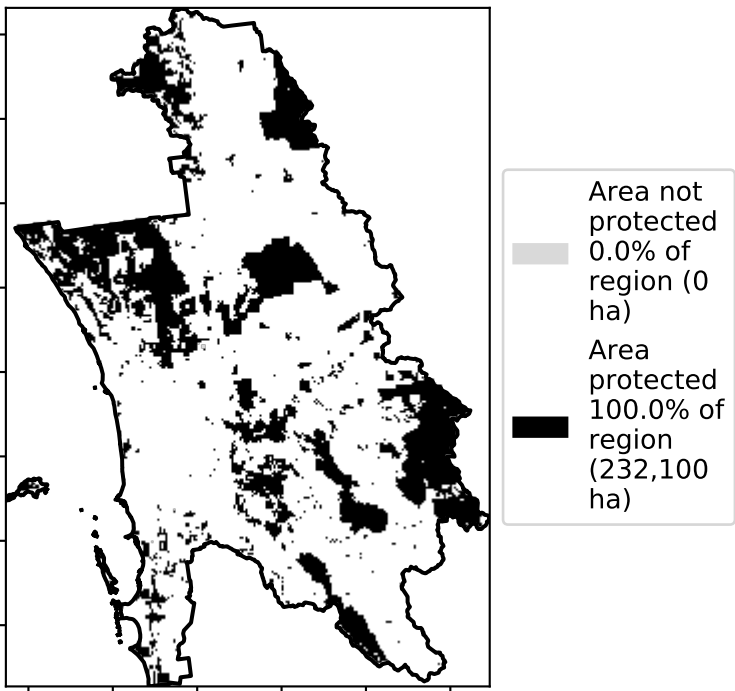 Area not
protected
0.0% of
region (0
ha)
Area
protected
100.0% of
region
(232,100
ha)